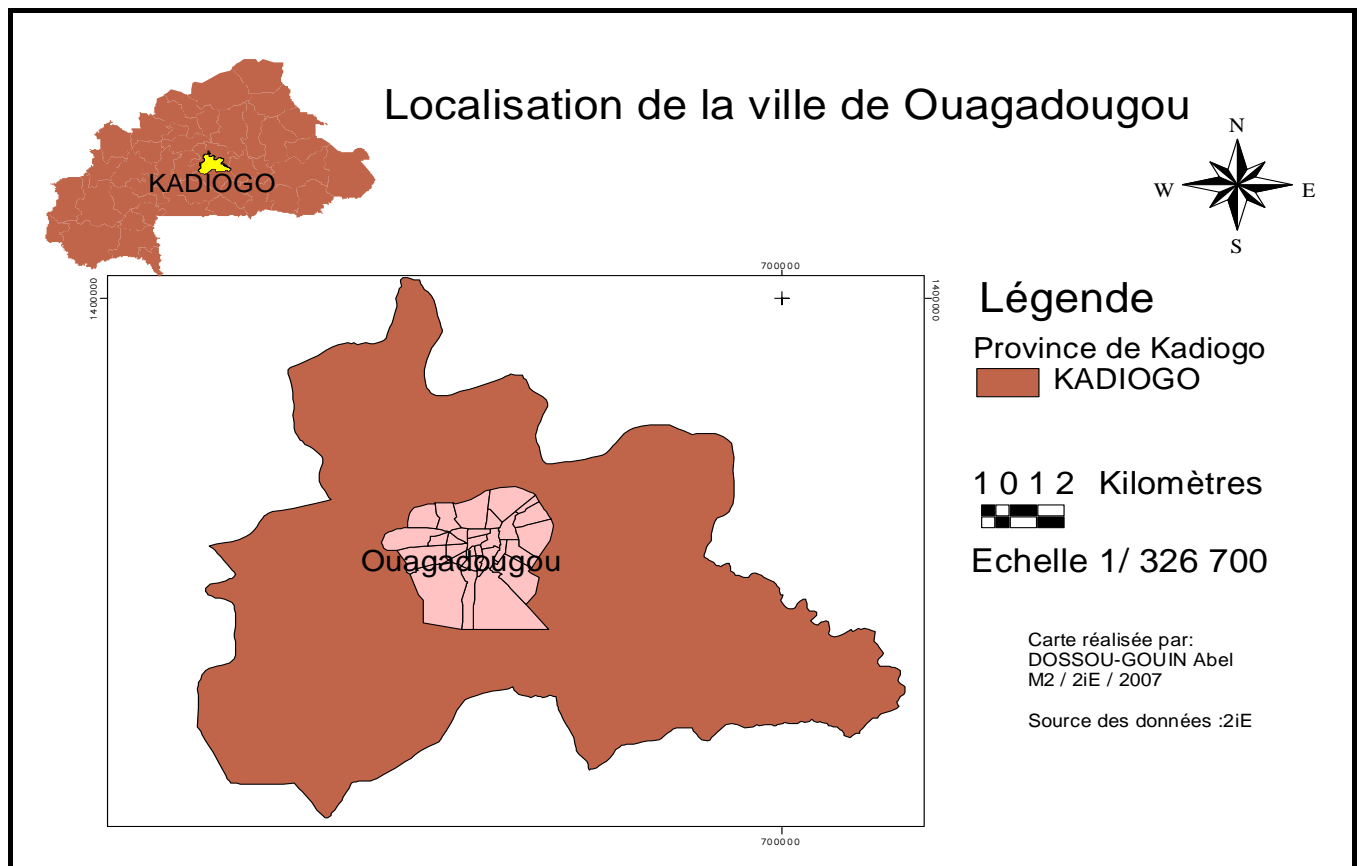 Localisation de la ville de Ouagadougou
KADIOGO
N
W E
S
700000
1400000
1400000
Légende
Province de Kadiogo
KADIOGO
1 0 1 2 Kilomètres
Echelle 1/ 326 700
Ouagadougou
Carte réalisée par:
DOSSOU-GOUIN Abel
M2 / 2iE / 2007
Source des données :2iE
700000